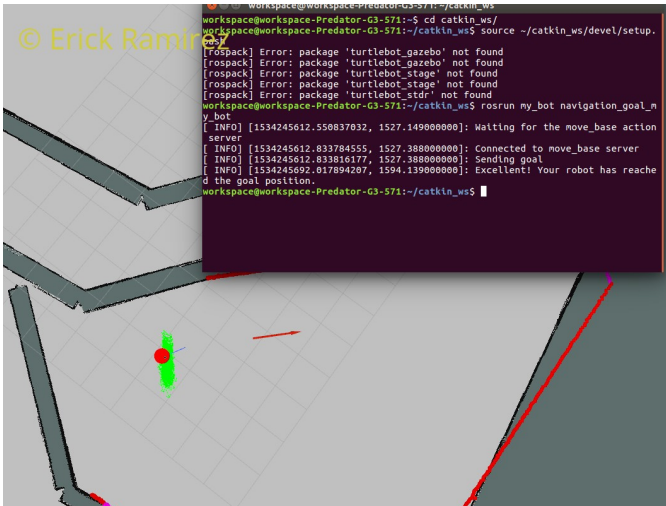 workspace@workspace-Predator-G3-571: ~/catkin_ws
© Erick Ramirez
workspace@workspace-Predator-G3-571:~$ cd catkin_ws/
workspace@workspace-Predator-G3-571:~/catkin_ws$ source ~/catkin_ws/devel/setup.
bash
[rospack] Error: package 'turtlebot_gazebo' not found
[rospack] Error: package 'turtlebot_gazebo' not found
[rospack] Error: package 'turtlebot_stage' not found
[rospack] Error: package 'turtlebot_stage' not found
[rospack] Error: package 'turtlebot_stdr' not found
workspace@workspace-Predator-G3-571:~/catkin_ws$ rosrun my_bot navigation_goal_m
y_bot
[ INFO] [1534245612.550837032, 1527.149000000]: Waiting for the move_base action
 server
[ INFO] [1534245612.833784555, 1527.388000000]: Connected to move_base server
[ INFO] [1534245612.833816177, 1527.388000000]: Sending goal
[ INFO] [1534245692.017894207, 1594.139000000]: Excellent! Your robot has reache
d the goal position.
workspace@workspace-Predator-G3-571:~/catkin_ws$